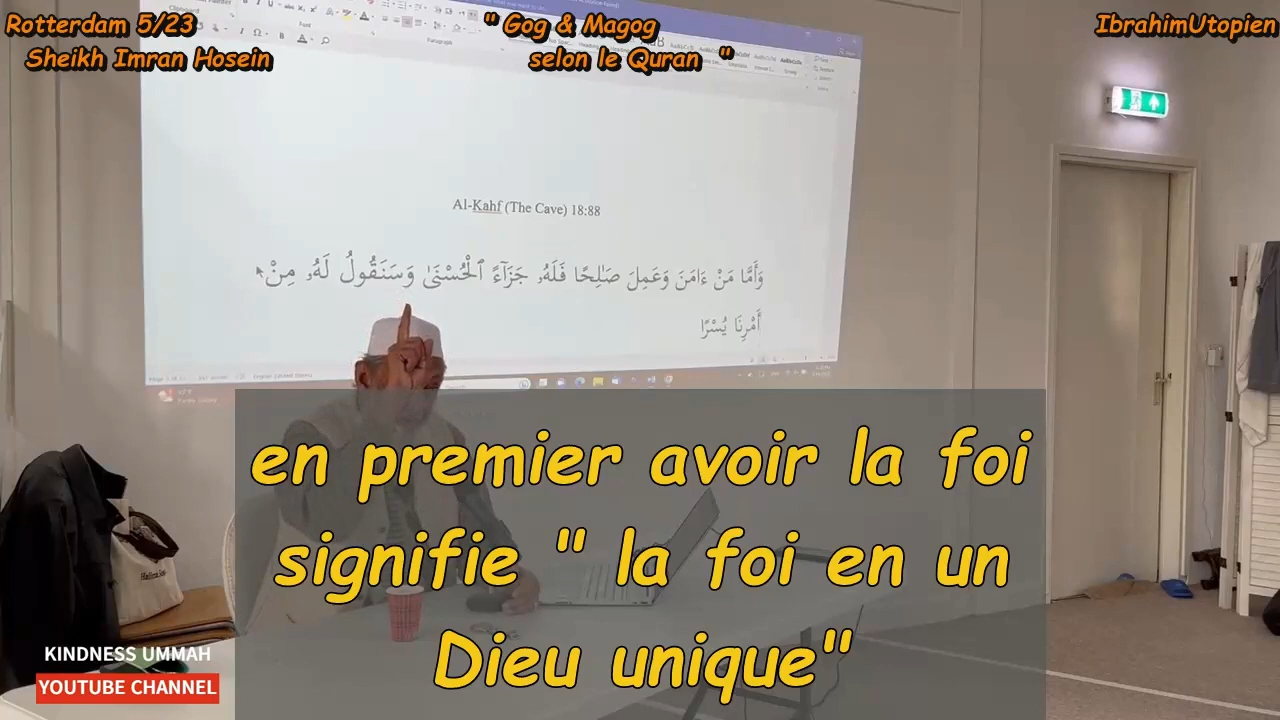 Rotterdam 5/23
Sheikh Imran Hosein
" Gog & Magog
selon le Quran "
IbrahimUtopien
Al-Kahf (The Cave) 18:88
وَأَمَّا مَنْ ءَامَنَ وَعَمِلَ صَـٰلِحًا فَلَهُۥ جَزَآءً ٱلْحُسْنَىٰ وَسَنَقُولُ لَهُۥ مِنْ
أَمْرِنَا يُسْرًا
en premier avoir la foi
signifie " la foi en un
Dieu unique"
KINDNESS UMMAH
YOUTUBE CHANNEL